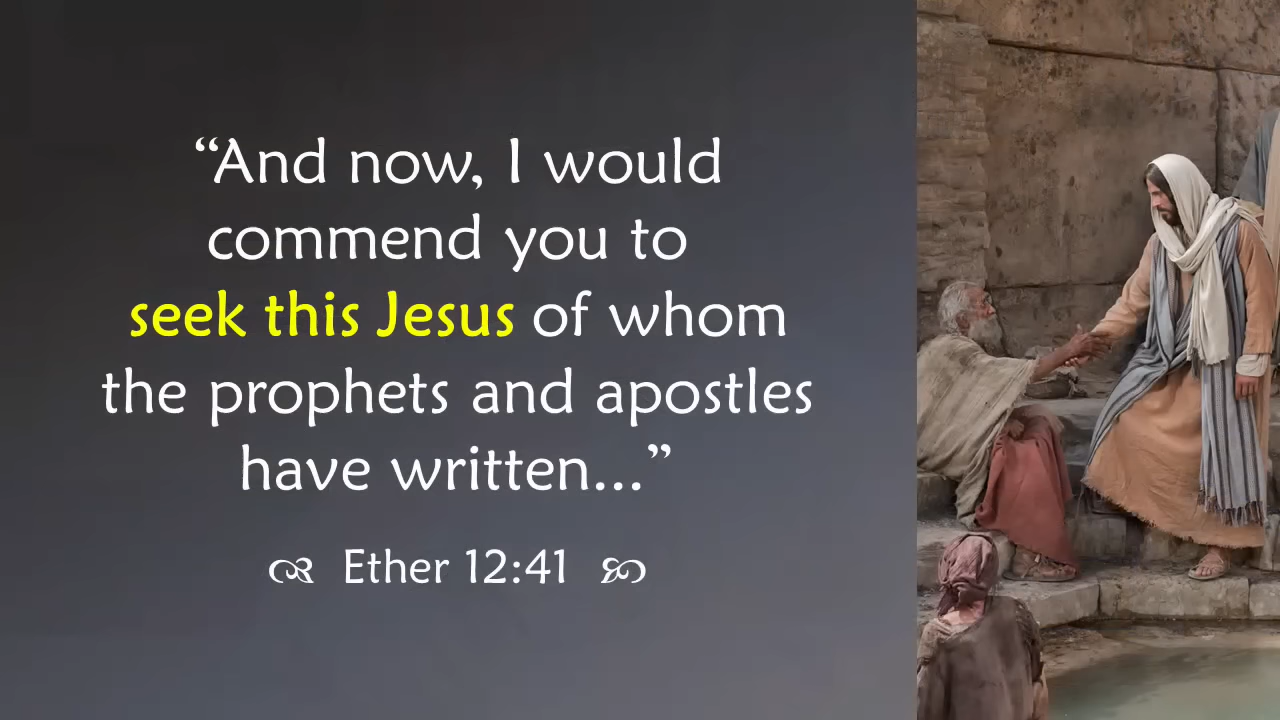 “And now, I would
commend you to
seek this Jesus of whom
the prophets and apostles
have written...”
Ether 12:41